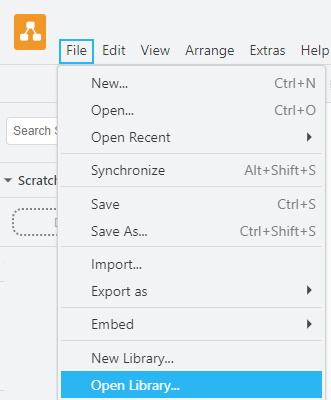 File Edit View Arrange Extras Help
New... Ctrl+N
Open... Ctrl+O
Open Recent
Search
Synchronize Alt+Shift+S
Scratch
Save Ctrl+S
Save As... Ctrl+Shift+S
Import...
Export as
Embed
New Library...
Open Library...